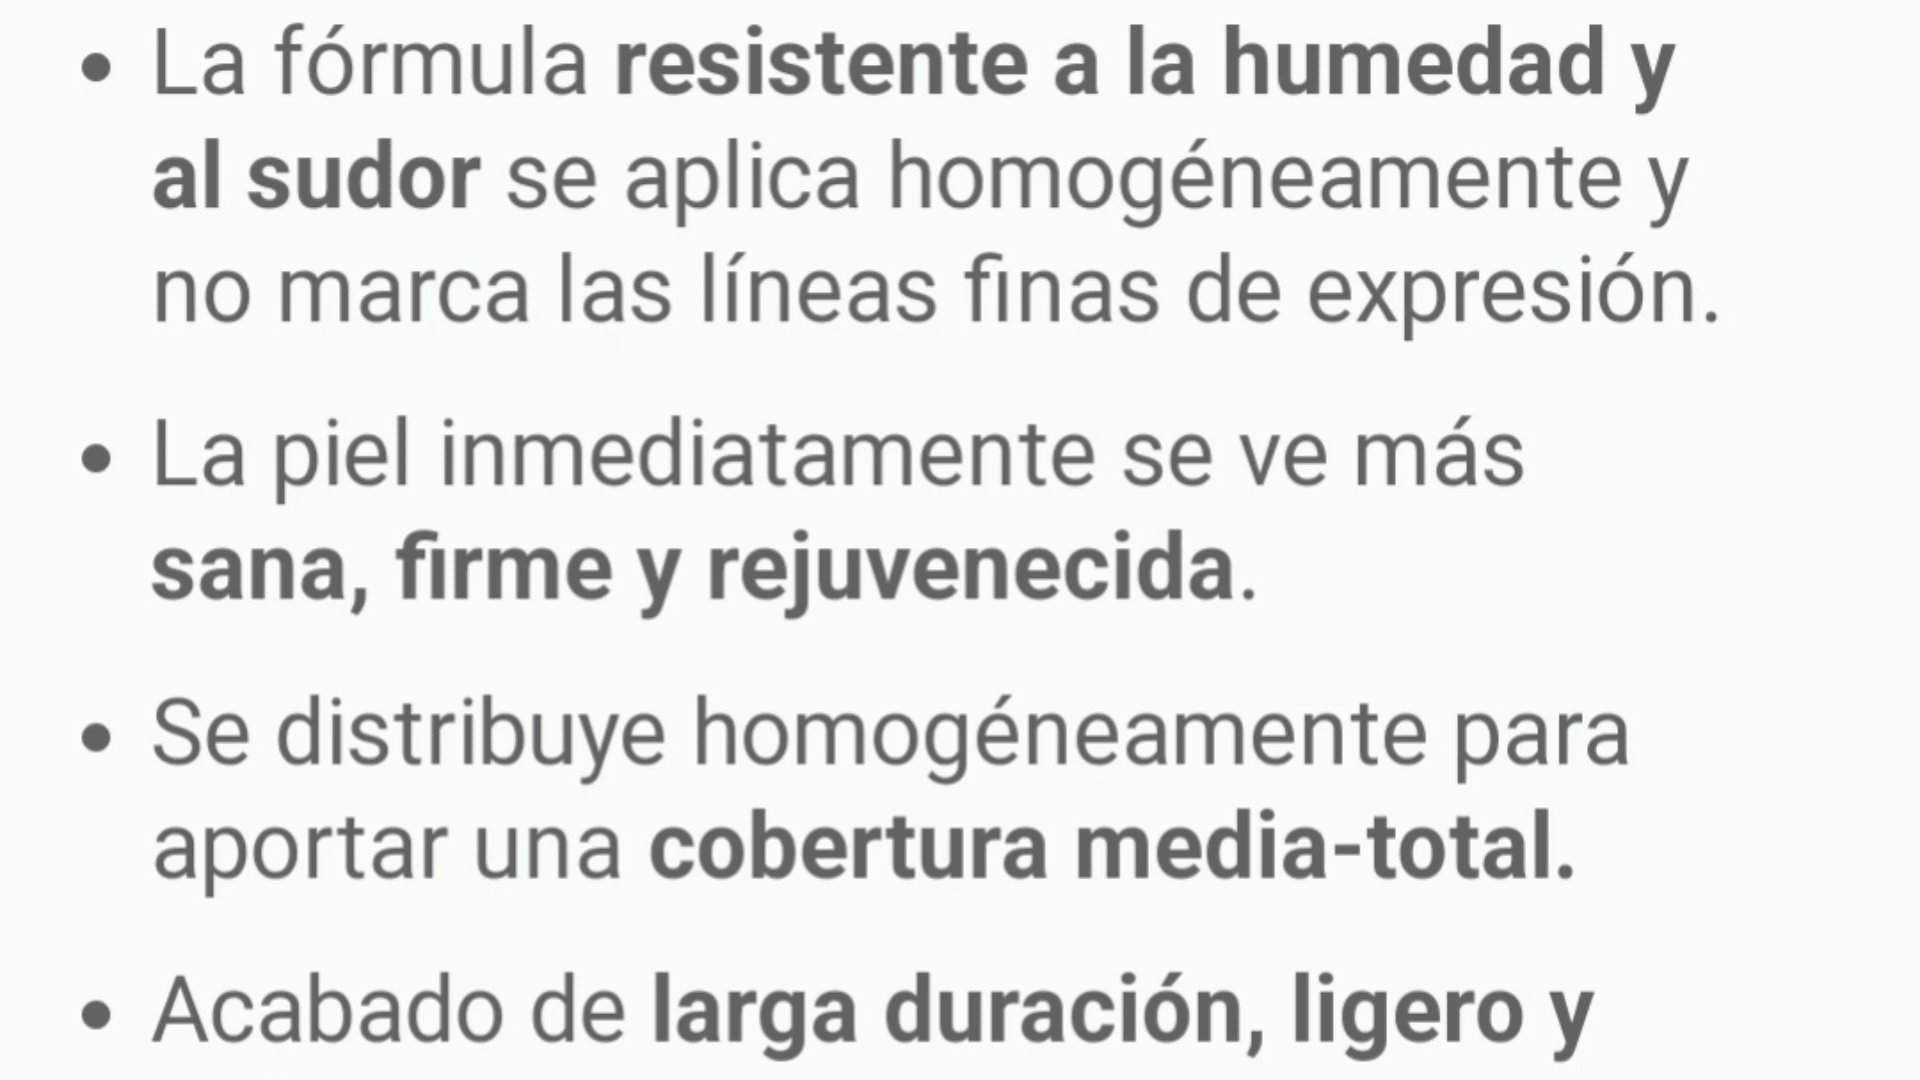 • La fórmula resistente a la humedad y
al sudor se aplica homogéneamente y
no marca las líneas finas de expresión.
• La piel inmediatamente se ve más
sana, firme y rejuvenecida.
• Se distribuye homogéneamente para
aportar una cobertura media-total.
• Acabado de larga duración, ligero y